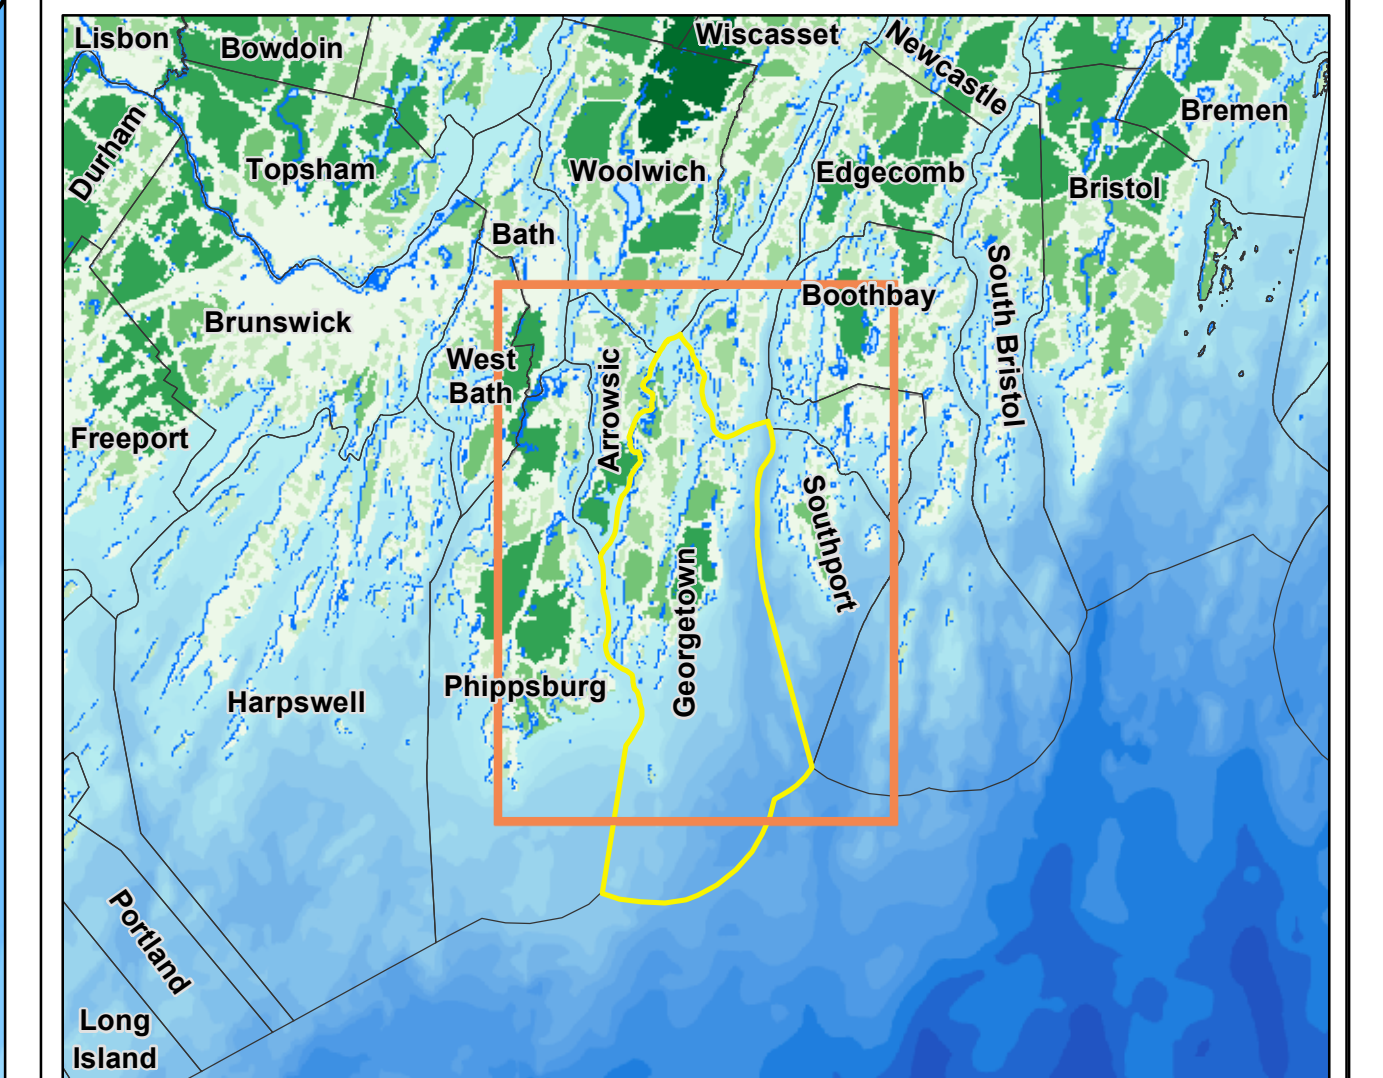 Lisbon
Bowdoin
Wiscasset
Newcastle
Bremen
Durham
Topsham
Woolwich
Edgecomb
Bristol
Bath
South Bristol
Boothbay
Brunswick
West
Bath
Arrowsic
Freeport
Southport
Georgetown
Phippsburg
Harpswell
Portland
Long
Island